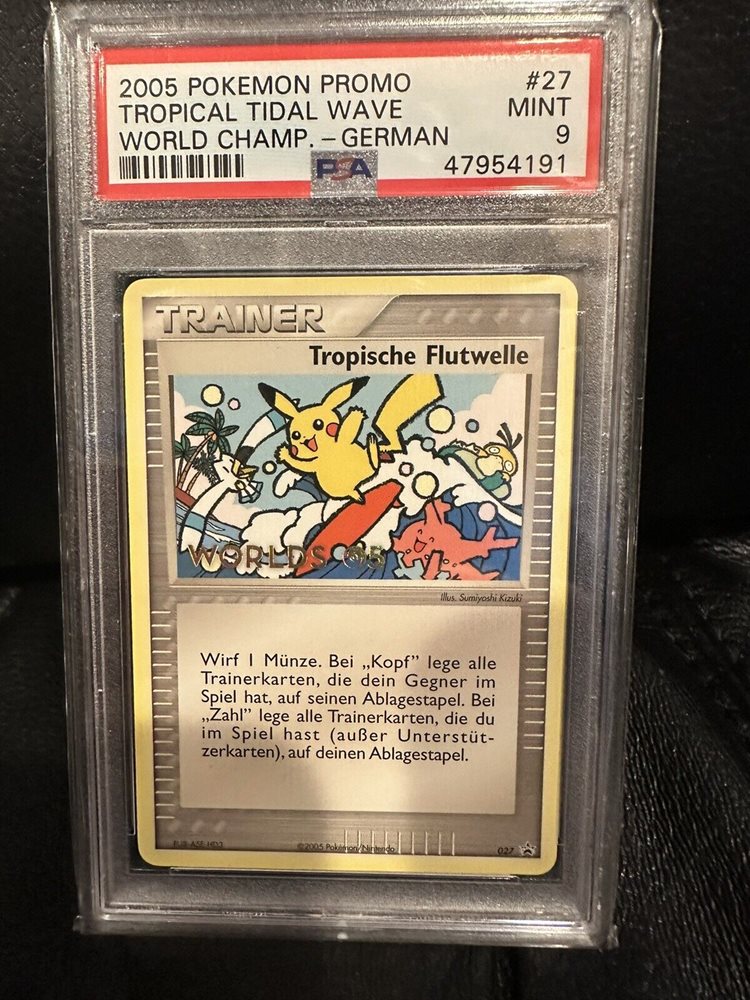 2005 POKEMON PROMO #27
TROPICAL TIDAL WAVE MINT
WORLD CHAMP. – GERMAN 9
PSA 47954191
TRAINER
Tropische Flutwelle
WORLDS 05
Illus. Sumiyoshi Kizuki
Wirf 1 Münze. Bei „Kopf” lege alle
Trainerkarten, die dein Gegner im
Spiel hat, auf seinen Ablagestapel. Bei
„Zahl” lege alle Trainerkarten, die du
im Spiel hast (außer Unterstüt-
zerkarten), auf deinen Ablagestapel.
©2005 Pokémon/Nintendo 027